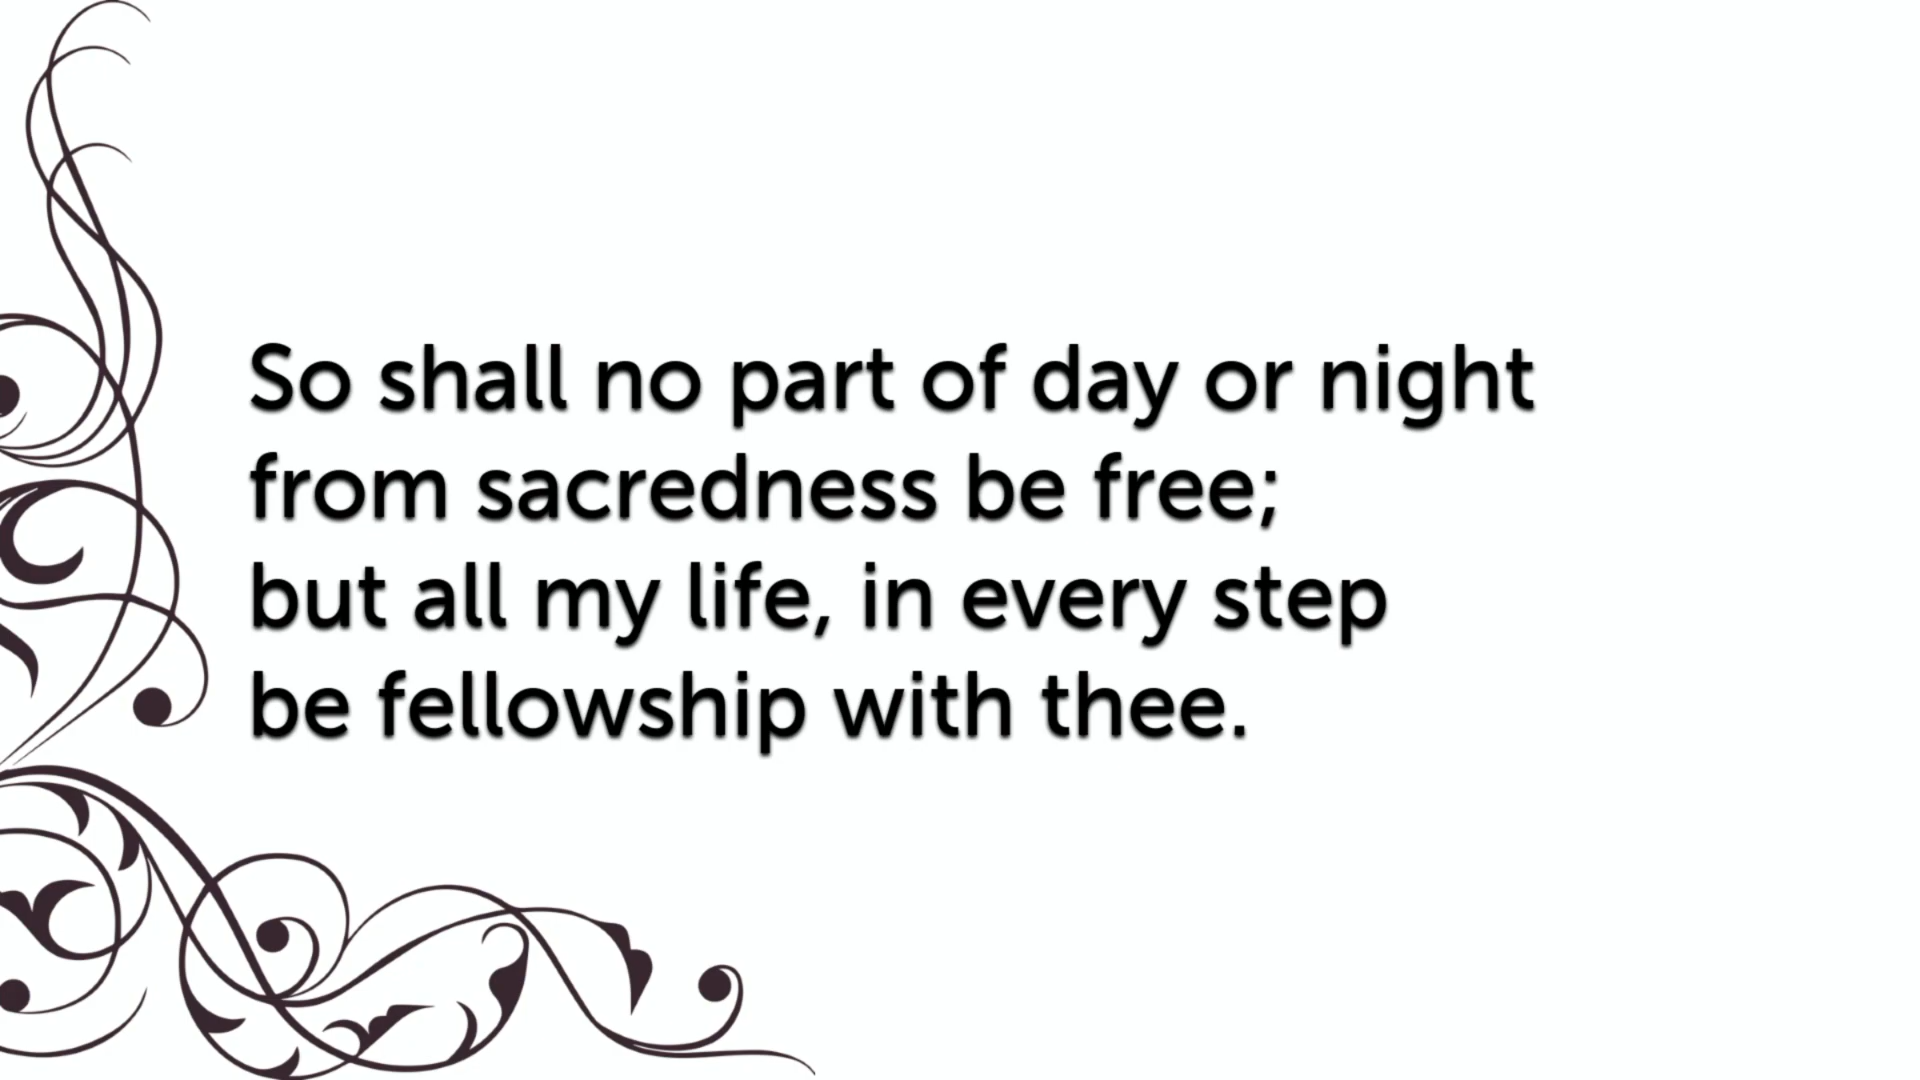 So shall no part of day or night
from sacredness be free;
but all my life, in every step
be fellowship with thee.